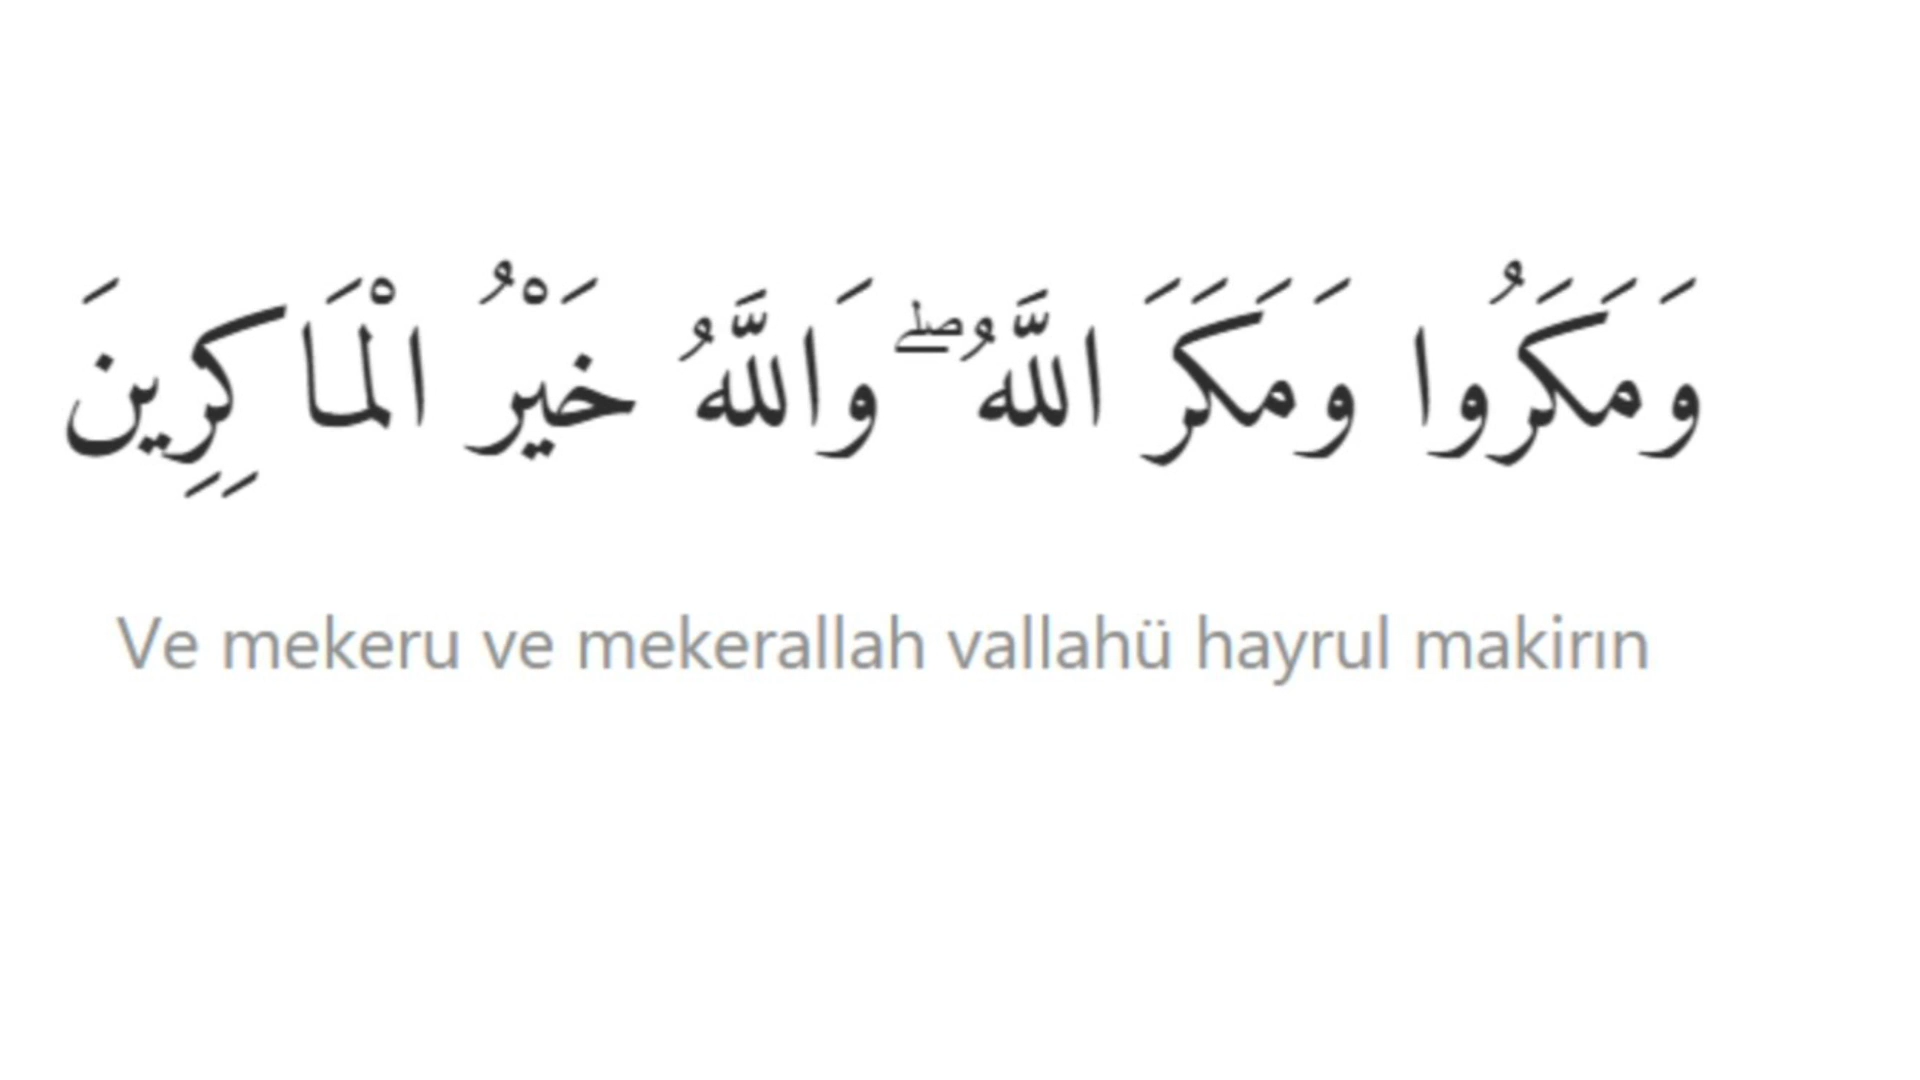 وَمَكَرُوا وَمَكَرَ اللَّهُ ۖ وَاللَّهُ خَيْرُ الْمَاكِرِينَ
Ve mekeru ve mekerallah vallahü hayrul makirın